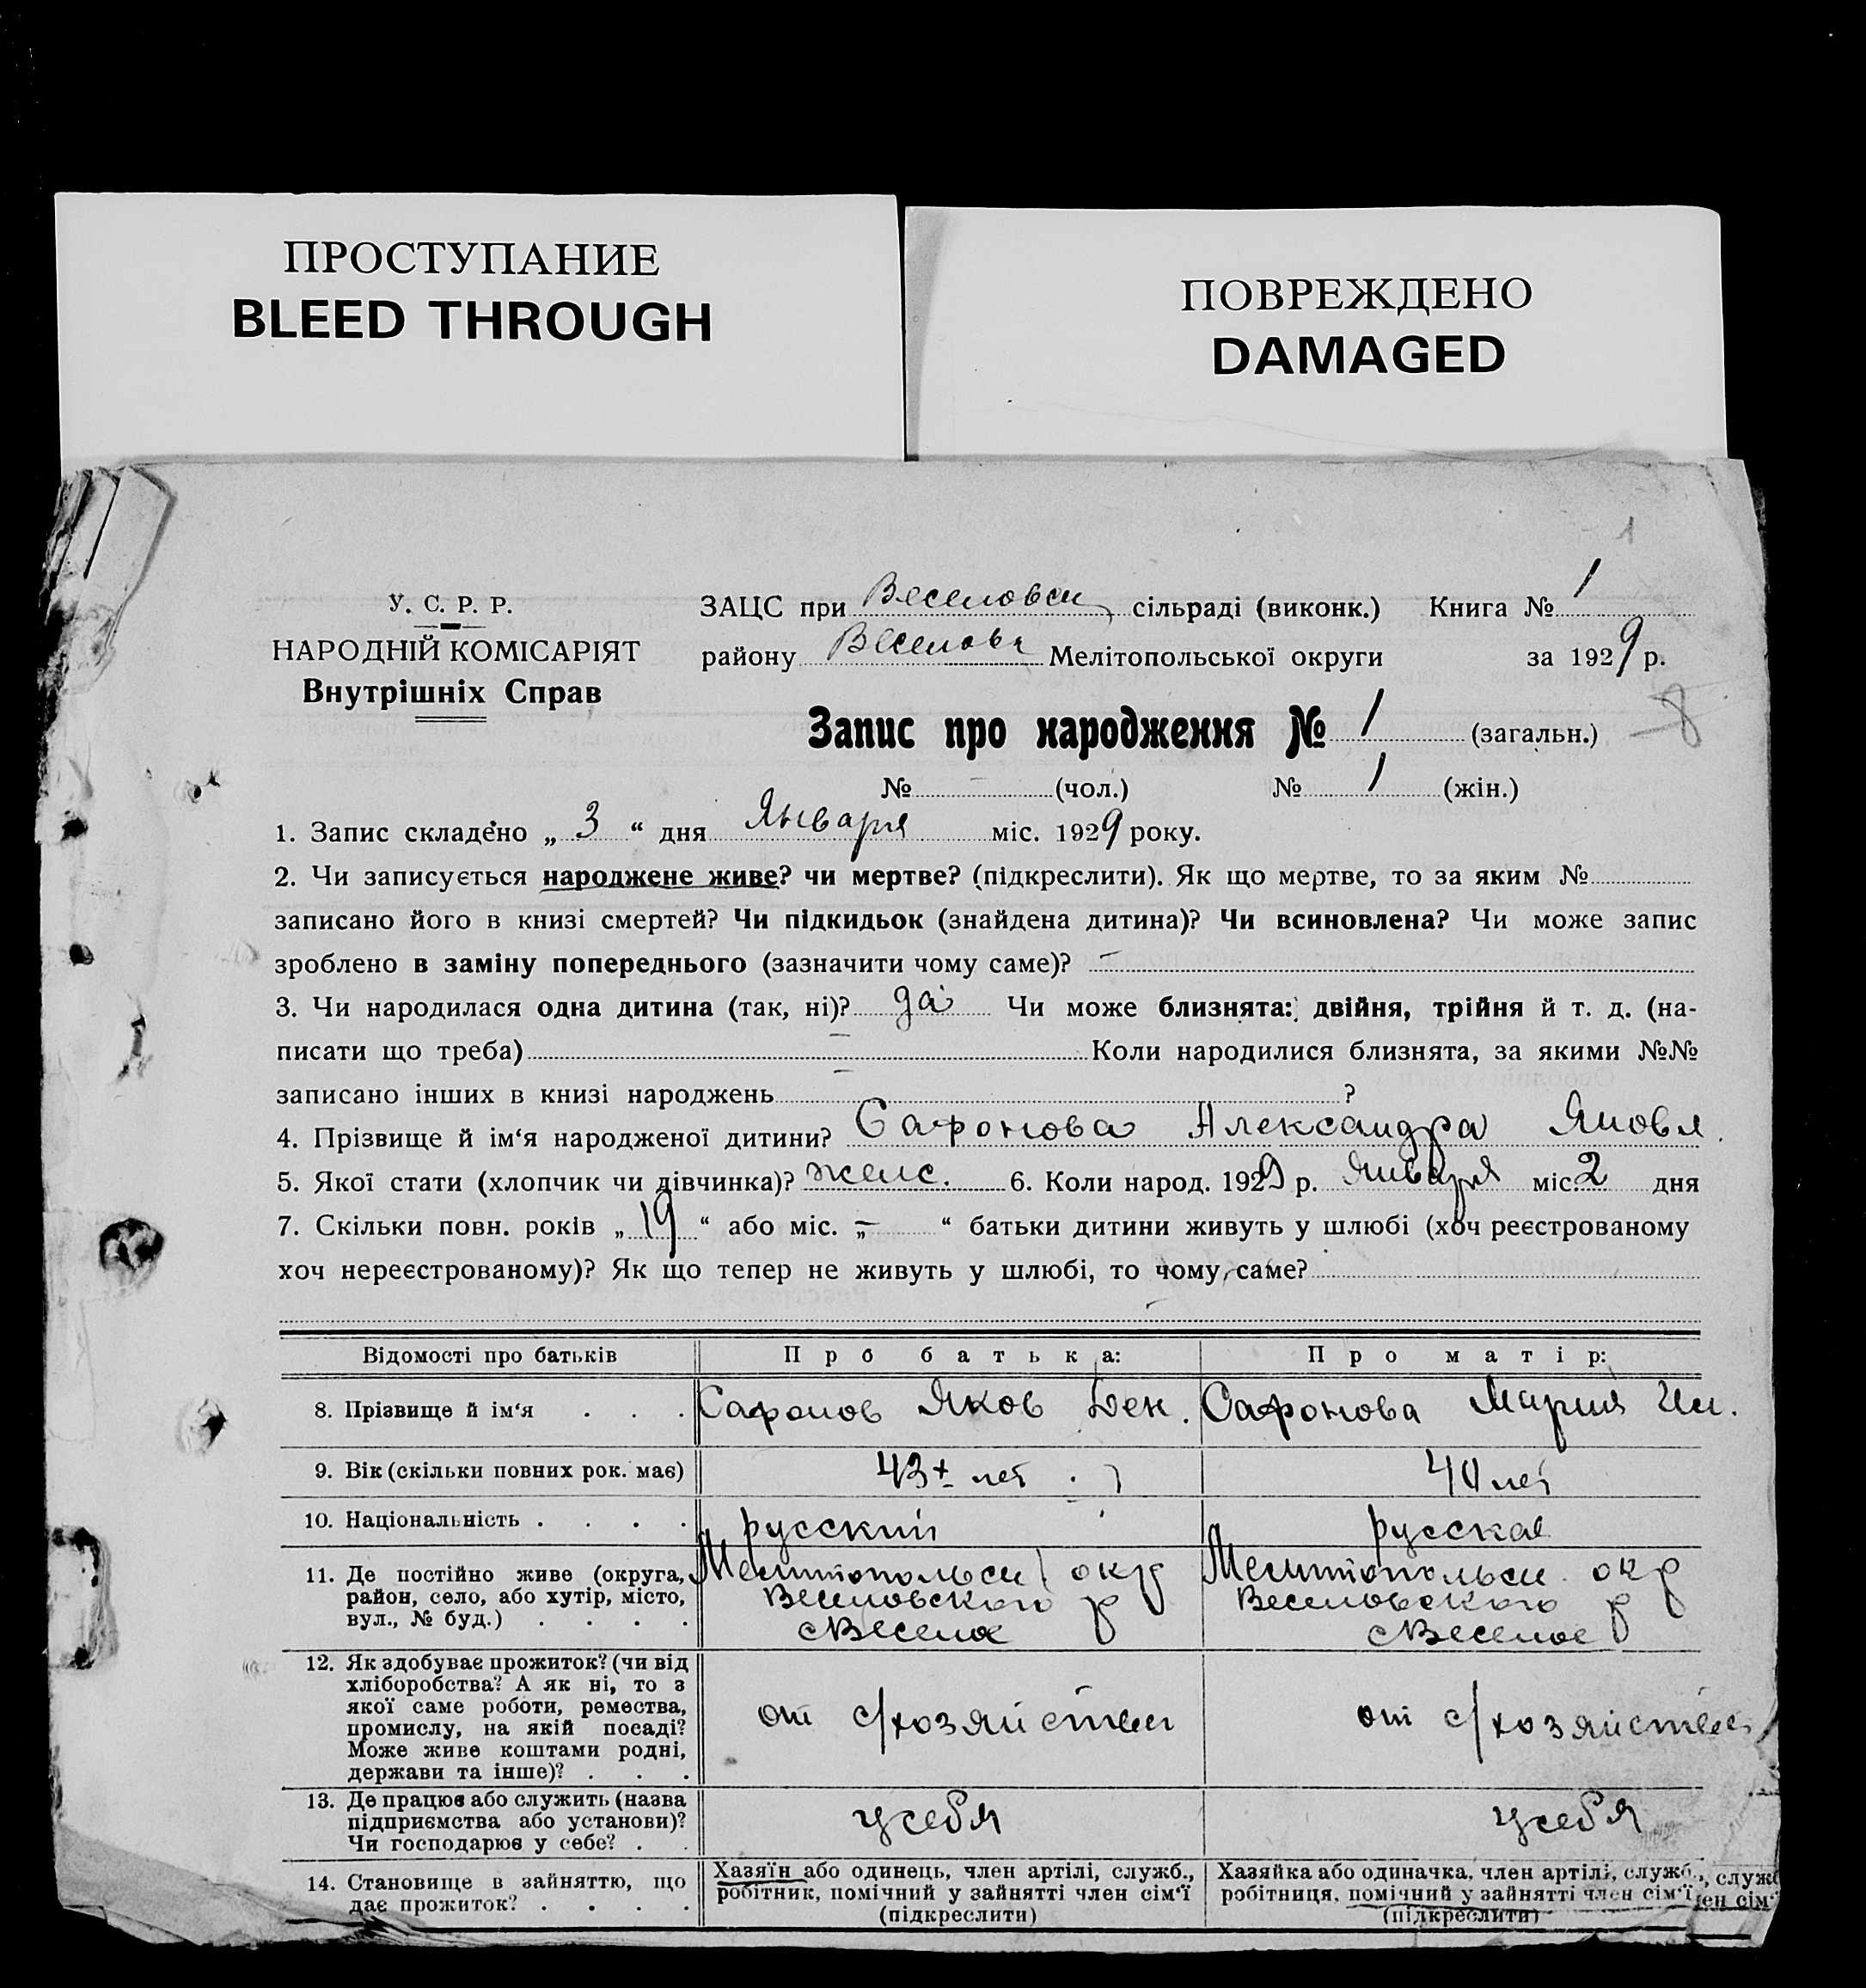 ПРОСТУПАНИЕ
BLEED THROUGH
ПОВРЕЖДЕНО
DAMAGED
1
У. С. Р. Р.
НАРОДНІЙ КОМІСАРІЯТ
Внутрішніх Справ
ЗАЦС при Веселовск сільраді (виконк.) Книга № 1
району Веселовк Мелітопольської округи за 1929 р.
Запис про народження № 1 (загальн.)
8
№ — (чол.) № 1 (жін.)
1. Запис складено „ 3 “ дня Января міс. 1929 року.
2. Чи записується народжене живе? чи мертве? (підкреслити). Як що мертве, то за яким №
записано його в книзі смертей? Чи підкидьок (знайдена дитина)? Чи всиновлена? Чи може запис
зроблено в заміну попереднього (зазначити чому саме)? —
3. Чи народилася одна дитина (так, ні)? да Чи може близнята: двійня, трійня й т. д. (на-
писати що треба) — Коли народилися близнята, за якими №№
записано інших в книзі народжень — ?
4. Прізвище й ім‘я народженої дитини? Сафонова Александра Яковл.
5. Якої стати (хлопчик чи дівчинка)? женс. 6. Коли народ. 1929 р. Января міс. 2 дня
7. Скільки повн. років „ 19 “ або міс. „ — “ батьки дитини живуть у шлюбі (хоч реєстрованому
хоч нереєстрованому)? Як що тепер не живуть у шлюбі, то чому саме?
Відомості про батьків Про батька: Про матір:
8. Прізвище й ім‘я . . . Сафонов Яков Сафонова Мария
9. Вік (скільки повних рок. має) 43 лет 40 лет
10. Національність . . . . русский русская
11. Де постійно живе (округа, район, село, або хутір, місто, вул., № буд.) . . . .
Мелитопольск окр Мелитопольск. окр
Веселовского р Веселовского р
с Веселое с Веселое
12. Як здобуває прожиток? (чи від
хліборобства? А як ні, то з
якої саме роботи, ремества,
промислу, на якій посаді?
Може живе коштами родні,
держави та інше)? . . .
от с/хозяйства от с/хозяйства
13. Де працює або служить (назва
підприємства або установи)?
Чи господарює у себе? . .
у себя у себя
14. Становище в зайняттю, що
дає прожиток? . . . .
Хазяїн або одинець, член артілі, служб.,
робітник, помічний у зайнятті член сім‘ї
(підкреслити)
Хазяйка або одиначка, член артілі, служб.,
робітниця, помічний у зайнятті член сім‘ї
(підкреслити)